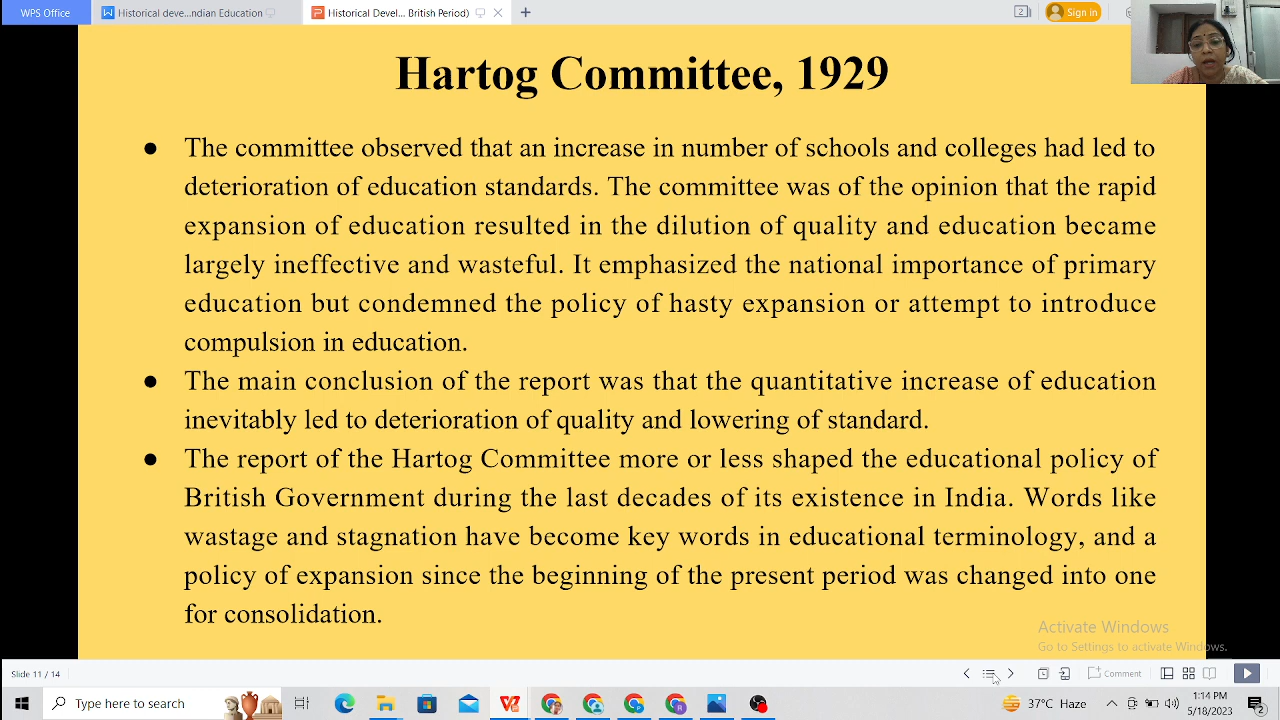 WPS Office
Historical deve...ndian Education
Historical Devel... British Period)
2
Sign in
Hartog Committee, 1929
● The committee observed that an increase in number of schools and colleges had led to
deterioration of education standards. The committee was of the opinion that the rapid
expansion of education resulted in the dilution of quality and education became
largely ineffective and wasteful. It emphasized the national importance of primary
education but condemned the policy of hasty expansion or attempt to introduce
compulsion in education.
● The main conclusion of the report was that the quantitative increase of education
inevitably led to deterioration of quality and lowering of standard.
● The report of the Hartog Committee more or less shaped the educational policy of
British Government during the last decades of its existence in India. Words like
wastage and stagnation have become key words in educational terminology, and a
policy of expansion since the beginning of the present period was changed into one
for consolidation.
Activate Windows
Go to Settings to activate Windows.
Slide 11 / 14
Comment
Type here to search
37°C Haze
1:14 PM
5/18/2023
2